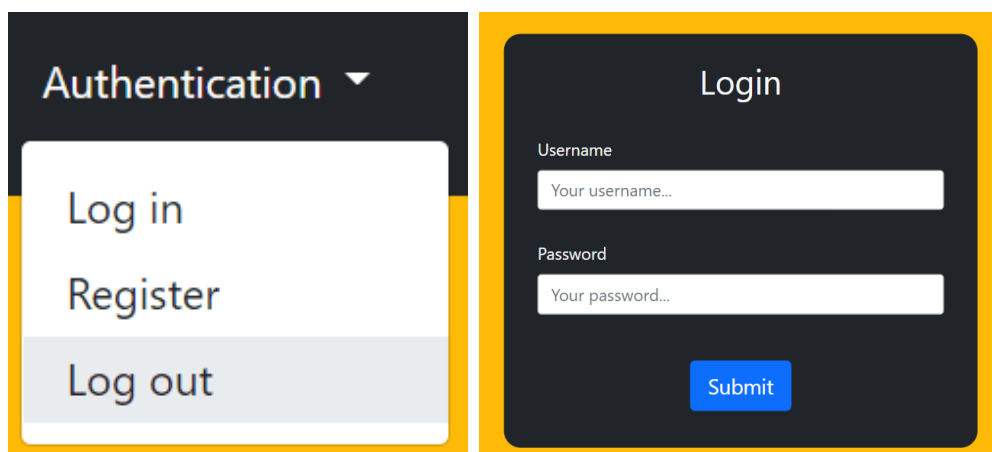 Authentication
Log in
Register
Log out
Login
Username
Your username...
Password
Your password...
Submit